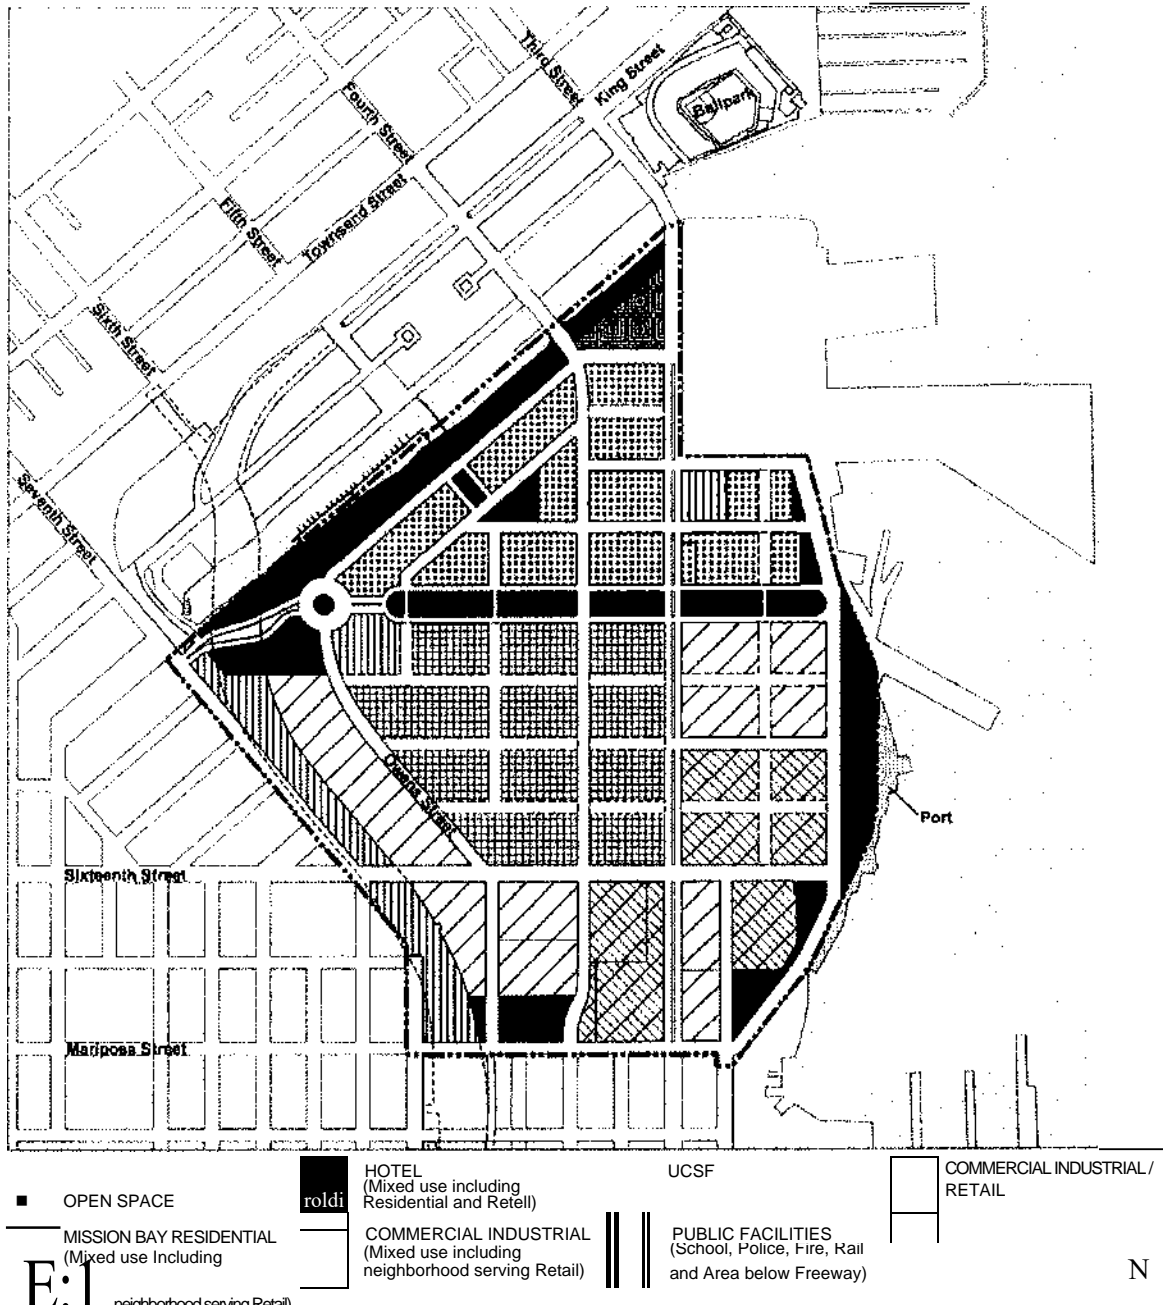 Third Street
King Street
Ballpark
Fourth Street
Townsend Street
Fifth Street
Sixth Street
Seventh Street
Owens Street
Port
Sixteenth Street
Mariposa Street
OPEN SPACE
MISSION BAY RESIDENTIAL
(Mixed use Including
neighborhood serving Retail)
E:1
roldi
HOTEL
(Mixed use including
Residential and Retell)
COMMERCIAL INDUSTRIAL
(Mixed use including
neighborhood serving Retail)
UCSF
PUBLIC FACILITIES
(School, Police, Fire, Rail
and Area below Freeway)
COMMERCIAL INDUSTRIAL /
RETAIL
N